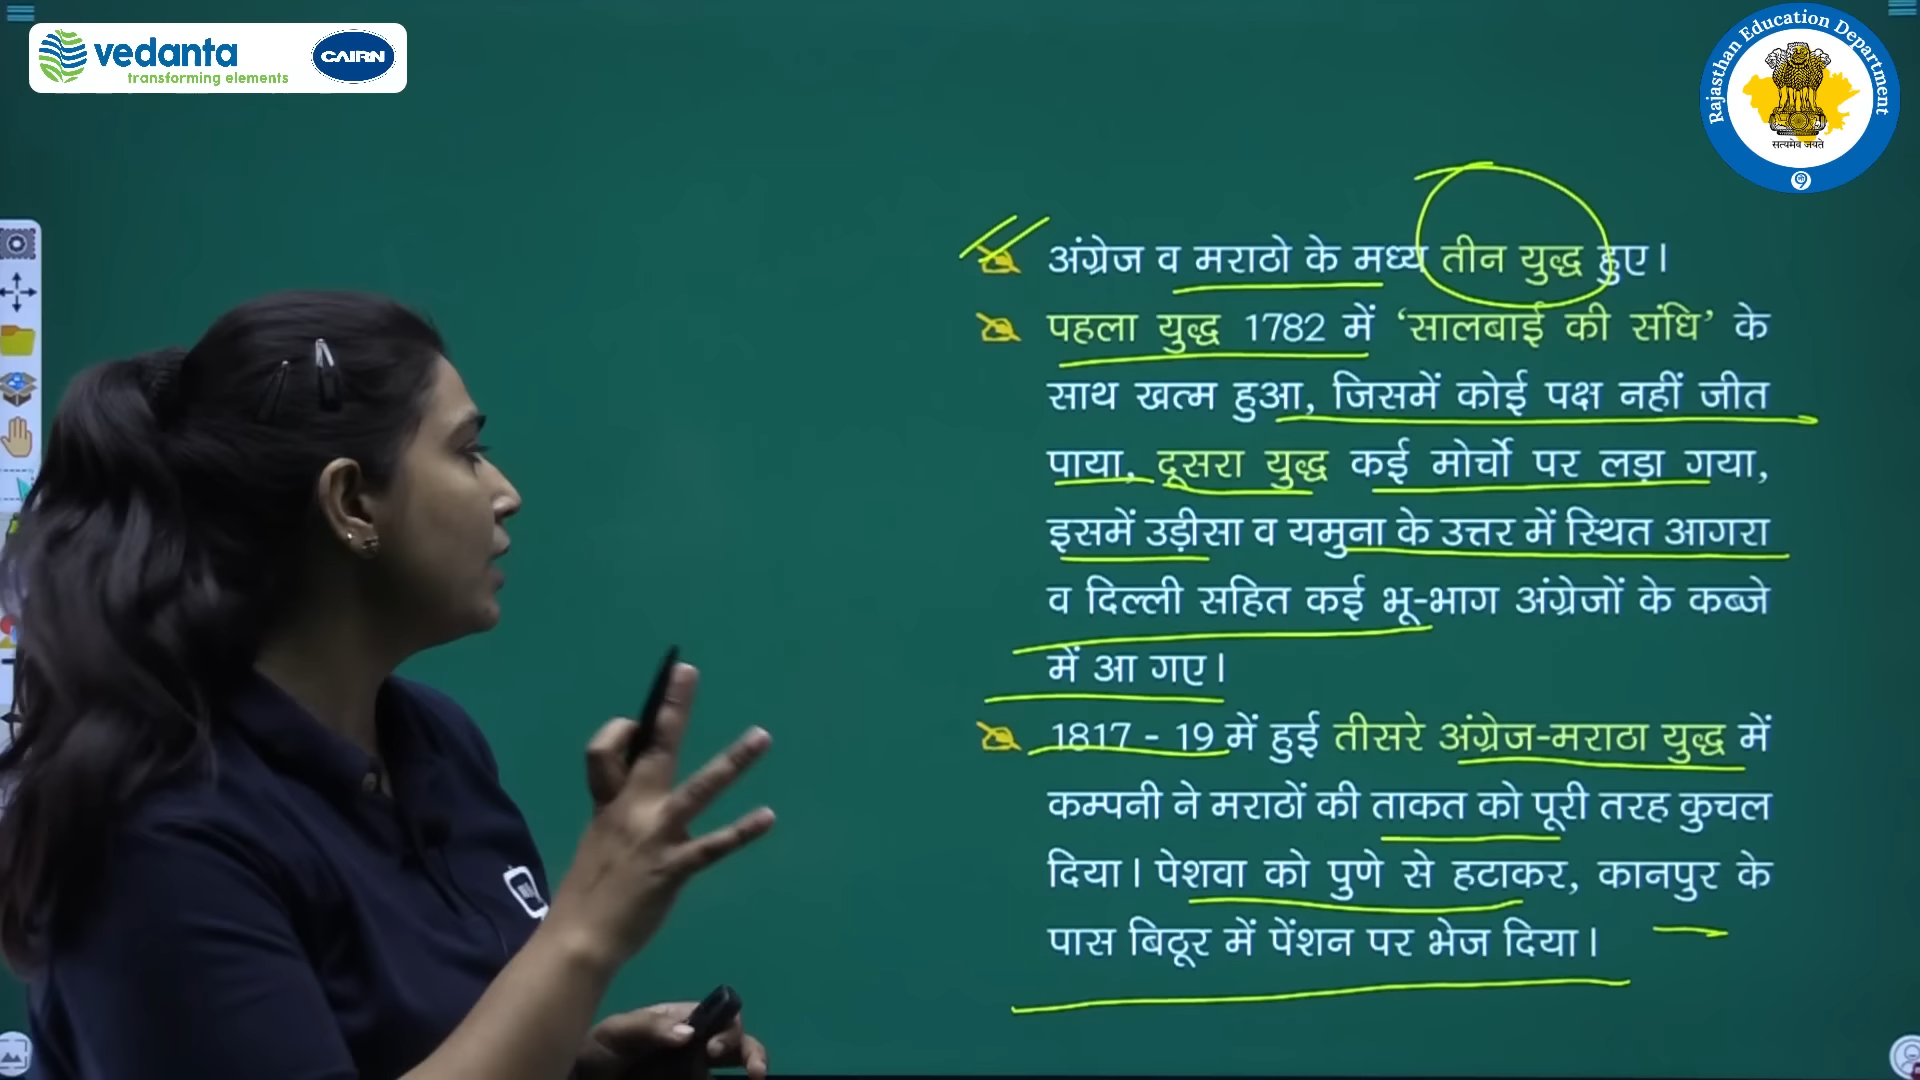 vedanta
transforming elements
CAIRN
Rajasthan Education Department
सत्यमेव जयते
अंग्रेज व मराठो के मध्य तीन युद्ध हुए।
पहला युद्ध 1782 में ‘सालबाई की संधि’ के
साथ खत्म हुआ, जिसमें कोई पक्ष नहीं जीत
पाया, दूसरा युद्ध कई मोर्चो पर लड़ा गया,
इसमें उड़ीसा व यमुना के उत्तर में स्थित आगरा
व दिल्ली सहित कई भू-भाग अंग्रेजों के कब्जे
में आ गए।
1817 - 19 में हुई तीसरे अंग्रेज-मराठा युद्ध में
कम्पनी ने मराठों की ताकत को पूरी तरह कुचल
दिया। पेशवा को पुणे से हटाकर, कानपुर के
पास बिठूर में पेंशन पर भेज दिया।